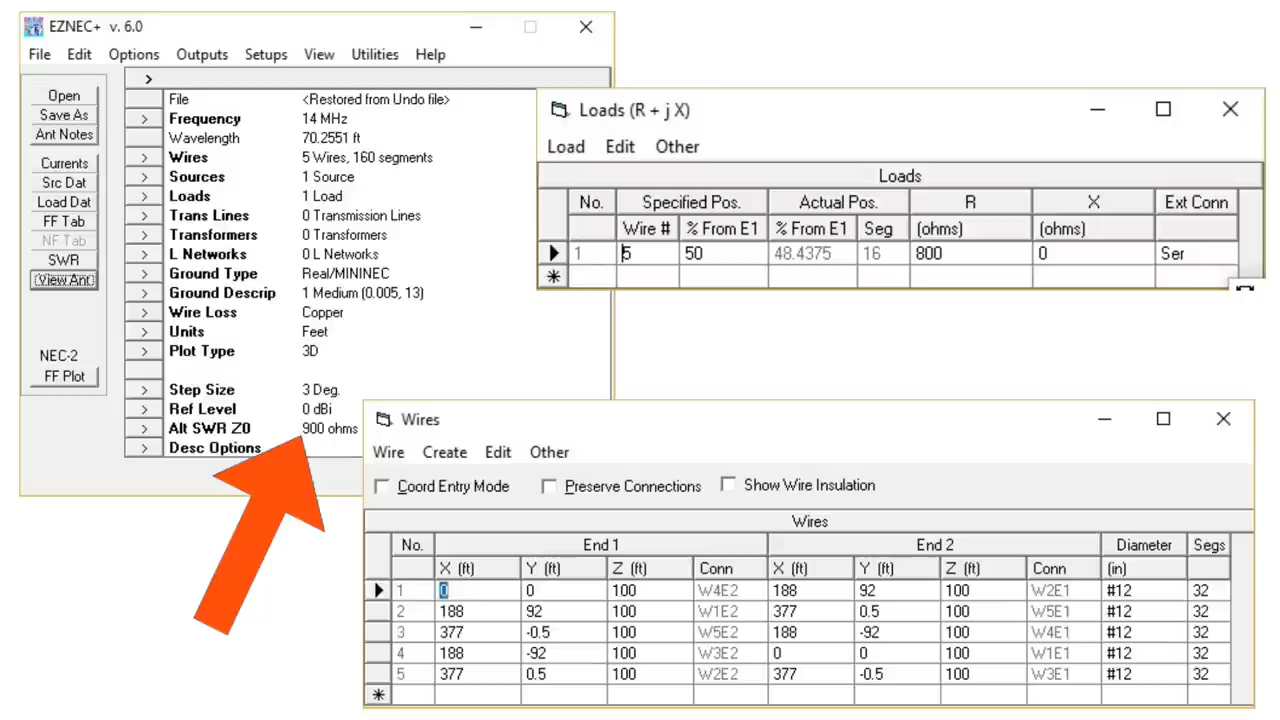 EZNEC+ v. 6.0
File Edit Options Outputs Setups View Utilities Help
Open
Save As
Ant Notes
Currents
Src Dat
Load Dat
FF Tab
NF Tab
SWR
View Ant
NEC-2
FF Plot
>
File <Restored from Undo file>
> Frequency 14 MHz
Wavelength 70.2551 ft
> Wires 5 Wires, 160 segments
> Sources 1 Source
> Loads 1 Load
> Trans Lines 0 Transmission Lines
> Transformers 0 Transformers
> L Networks 0 L Networks
> Ground Type Real/MININEC
> Ground Descrip 1 Medium (0.005, 13)
> Wire Loss Copper
> Units Feet
> Plot Type 3D
> Step Size 3 Deg.
> Ref Level 0 dBi
> Alt SWR Z0 900 ohms
> Desc Options
Loads (R + j X)
Load Edit Other
Loads
No. Specified Pos. Actual Pos. R X Ext Conn
Wire # % From E1 % From E1 Seg (ohms) (ohms)
1 5 50 48.4375 16 800 0 Ser
Wires
Wire Create Edit Other
Coord Entry Mode Preserve Connections Show Wire Insulation
Wires
No. End 1 End 2 Diameter Segs
X (ft) Y (ft) Z (ft) Conn X (ft) Y (ft) Z (ft) Conn (in)
1 0 0 100 W4E2 188 92 100 W2E1 #12 32
2 188 92 100 W1E2 377 0.5 100 W5E1 #12 32
3 377 -0.5 100 W5E2 188 -92 100 W4E1 #12 32
4 188 -92 100 W3E2 0 0 100 W1E1 #12 32
5 377 0.5 100 W2E2 377 -0.5 100 W3E1 #12 32